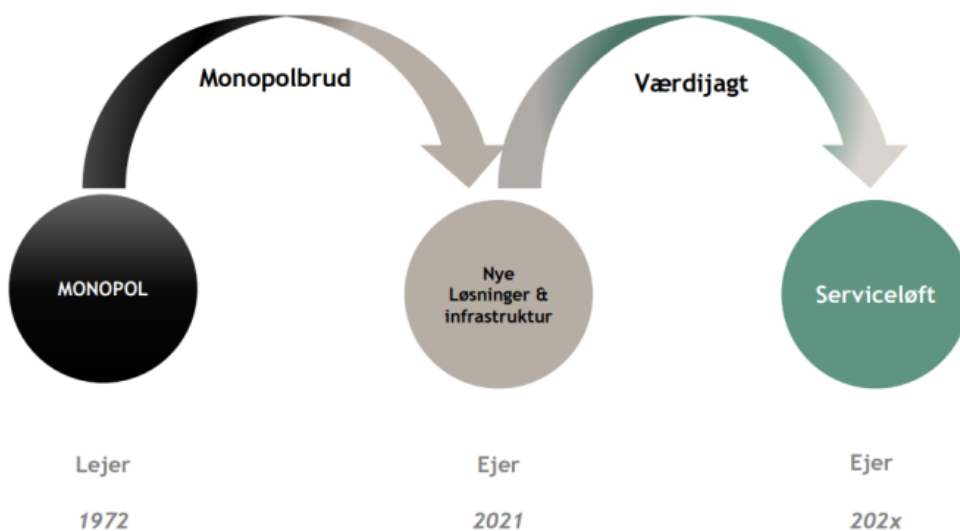 Monopolbrud
Værdijagt
MONOPOL
Nye
Løsninger &
infrastruktur
Serviceløft
Lejer
Ejer
Ejer
1972
2021
202x